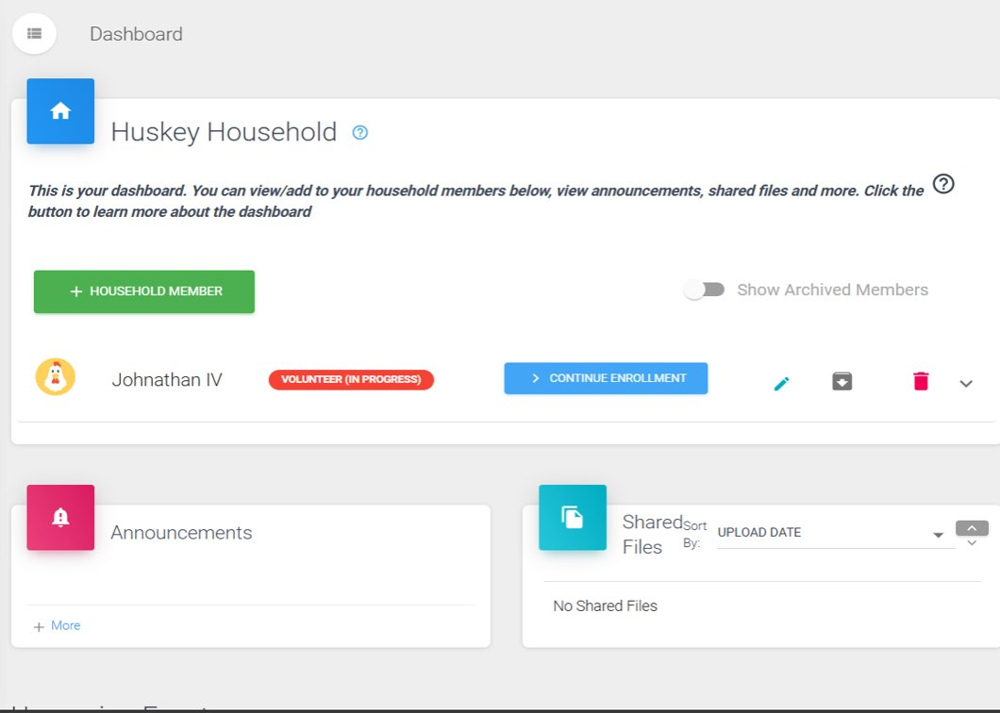 Dashboard
Huskey Household
This is your dashboard. You can view/add to your household members below, view announcements, shared files and more. Click the
button to learn more about the dashboard
+ HOUSEHOLD MEMBER
Show Archived Members
Johnathan IV
VOLUNTEER (IN PROGRESS)
> CONTINUE ENROLLMENT
Announcements
+ More
Shared
Files
Sort
By:
UPLOAD DATE
No Shared Files